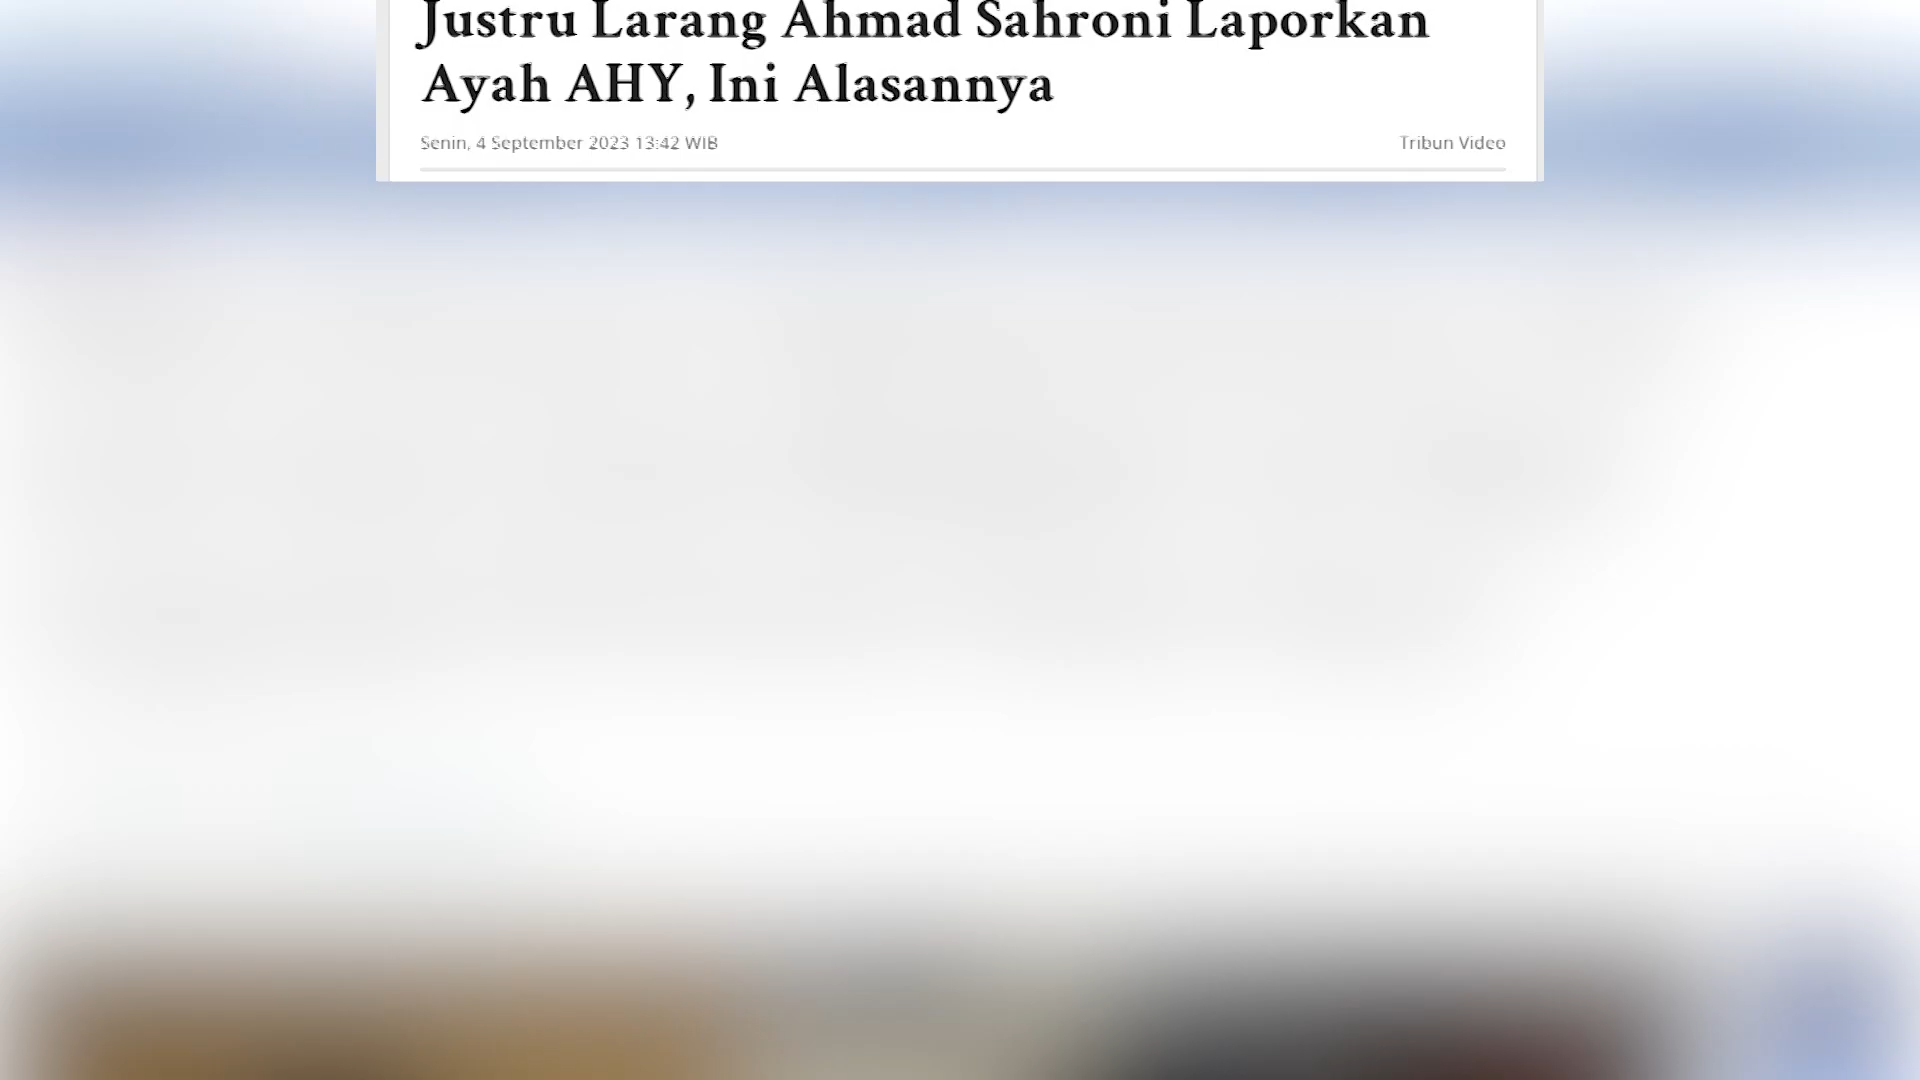 Justru Larang Ahmad Sahroni Laporkan
Ayah AHY, Ini Alasannya
Senin, 4 September 2023 13:42 WIB
Tribun Video